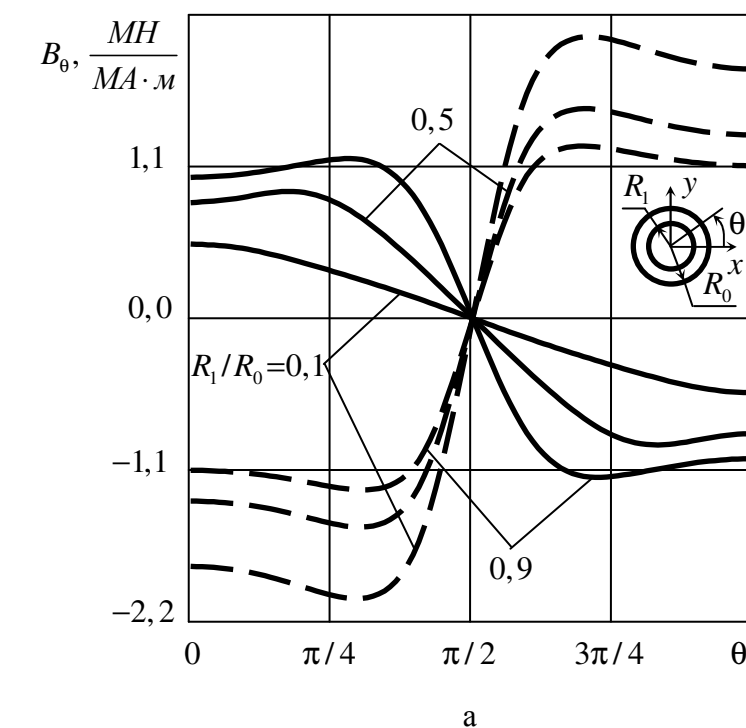 B_θ, МН / МА·м
0,5
1,1
R₁ y
θ
x
R₀
0,0
R₁/R₀=0,1
−1,1
0,9
−2,2
0 π/4 π/2 3π/4 θ
а